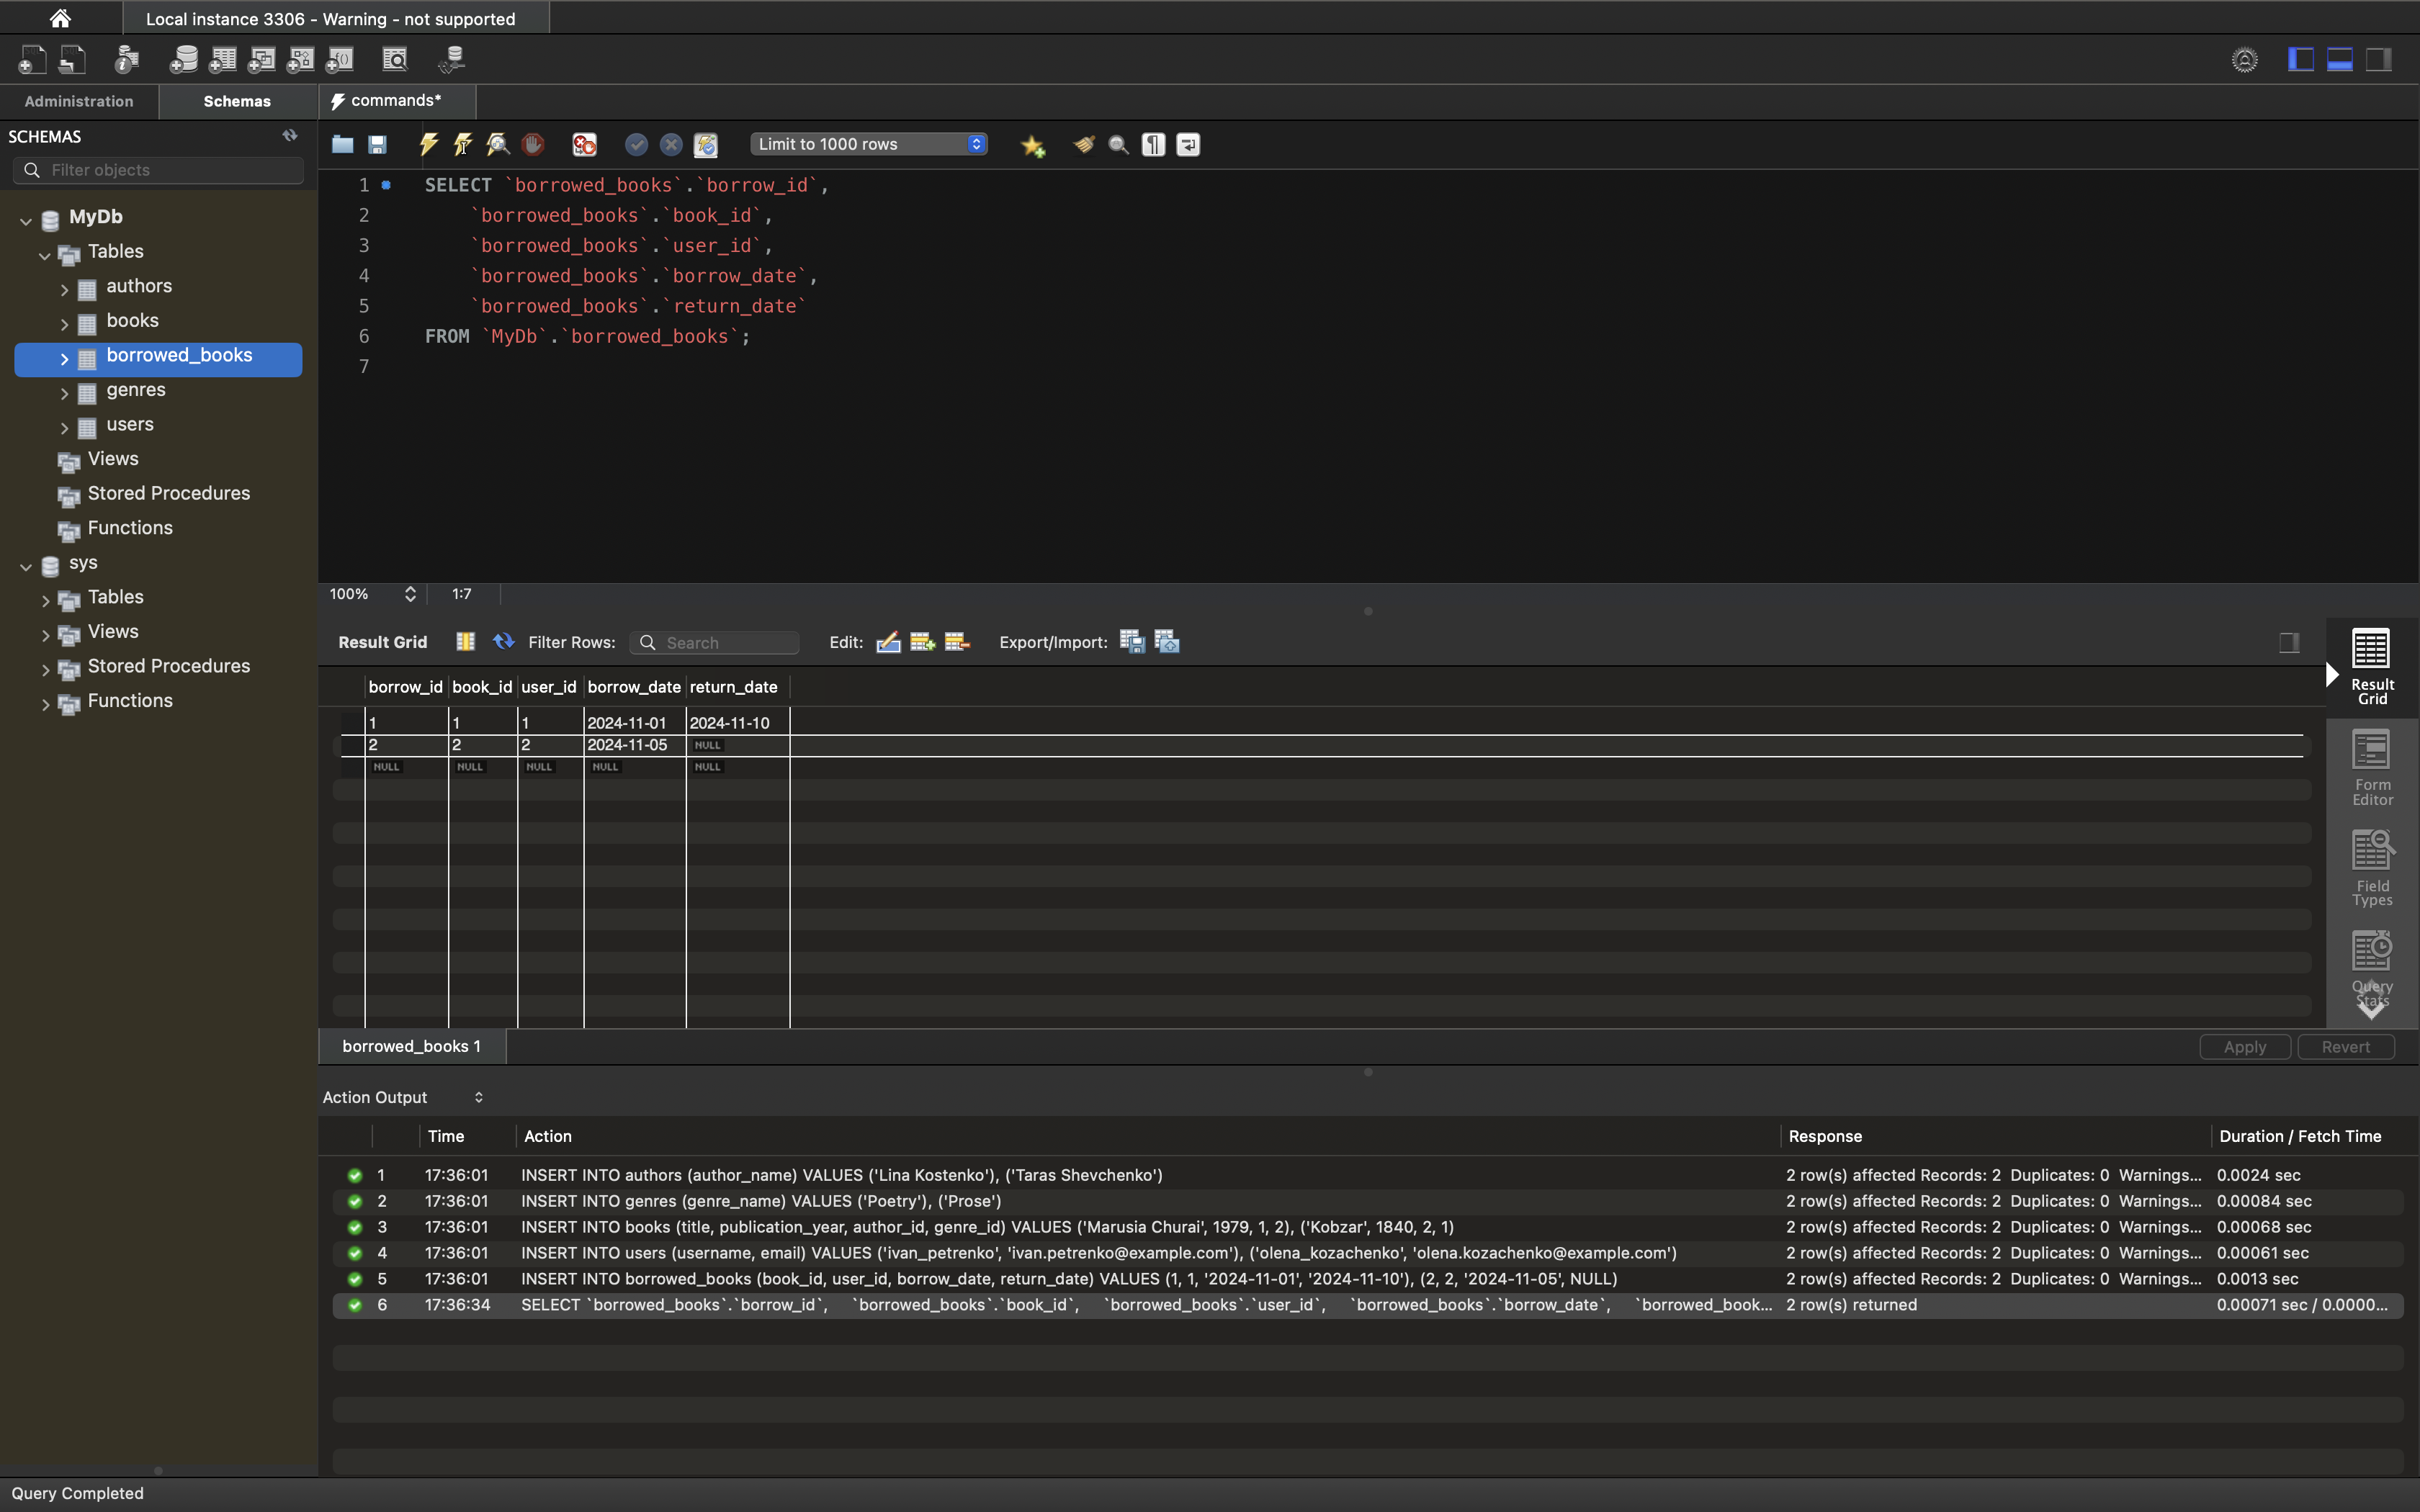 Local instance 3306 - Warning - not supported
Administration
Schemas
commands*
SCHEMAS
Filter objects
Limit to 1000 rows
MyDb
Tables
authors
books
borrowed_books
genres
users
Views
Stored Procedures
Functions
sys
Tables
Views
Stored Procedures
Functions
1 SELECT `borrowed_books`.`borrow_id`,
2 `borrowed_books`.`book_id`,
3 `borrowed_books`.`user_id`,
4 `borrowed_books`.`borrow_date`,
5 `borrowed_books`.`return_date`
6 FROM `MyDb`.`borrowed_books`;
7
100% 1:7
Result Grid Filter Rows: Search Edit: Export/Import:
borrow_id book_id user_id borrow_date return_date
1 1 1 2024-11-01 2024-11-10
2 2 2 2024-11-05 NULL
NULL NULL NULL NULL NULL
Result
Grid
Form
Editor
Field
Types
Query
Stats
borrowed_books 1 Apply Revert
Action Output
Time Action Response Duration / Fetch Time
1 17:36:01 INSERT INTO authors (author_name) VALUES ('Lina Kostenko'), ('Taras Shevchenko') 2 row(s) affected Records: 2 Duplicates: 0 Warnings... 0.0024 sec
2 17:36:01 INSERT INTO genres (genre_name) VALUES ('Poetry'), ('Prose') 2 row(s) affected Records: 2 Duplicates: 0 Warnings... 0.00084 sec
3 17:36:01 INSERT INTO books (title, publication_year, author_id, genre_id) VALUES ('Marusia Churai', 1979, 1, 2), ('Kobzar', 1840, 2, 1) 2 row(s) affected Records: 2 Duplicates: 0 Warnings... 0.00068 sec
4 17:36:01 INSERT INTO users (username, email) VALUES ('ivan_petrenko', 'ivan.petrenko@example.com'), ('olena_kozachenko', 'olena.kozachenko@example.com') 2 row(s) affected Records: 2 Duplicates: 0 Warnings... 0.00061 sec
5 17:36:01 INSERT INTO borrowed_books (book_id, user_id, borrow_date, return_date) VALUES (1, 1, '2024-11-01', '2024-11-10'), (2, 2, '2024-11-05', NULL) 2 row(s) affected Records: 2 Duplicates: 0 Warnings... 0.0013 sec
6 17:36:34 SELECT `borrowed_books`.`borrow_id`, `borrowed_books`.`book_id`, `borrowed_books`.`user_id`, `borrowed_books`.`borrow_date`, `borrowed_book... 2 row(s) returned 0.00071 sec / 0.0000...
Query Completed